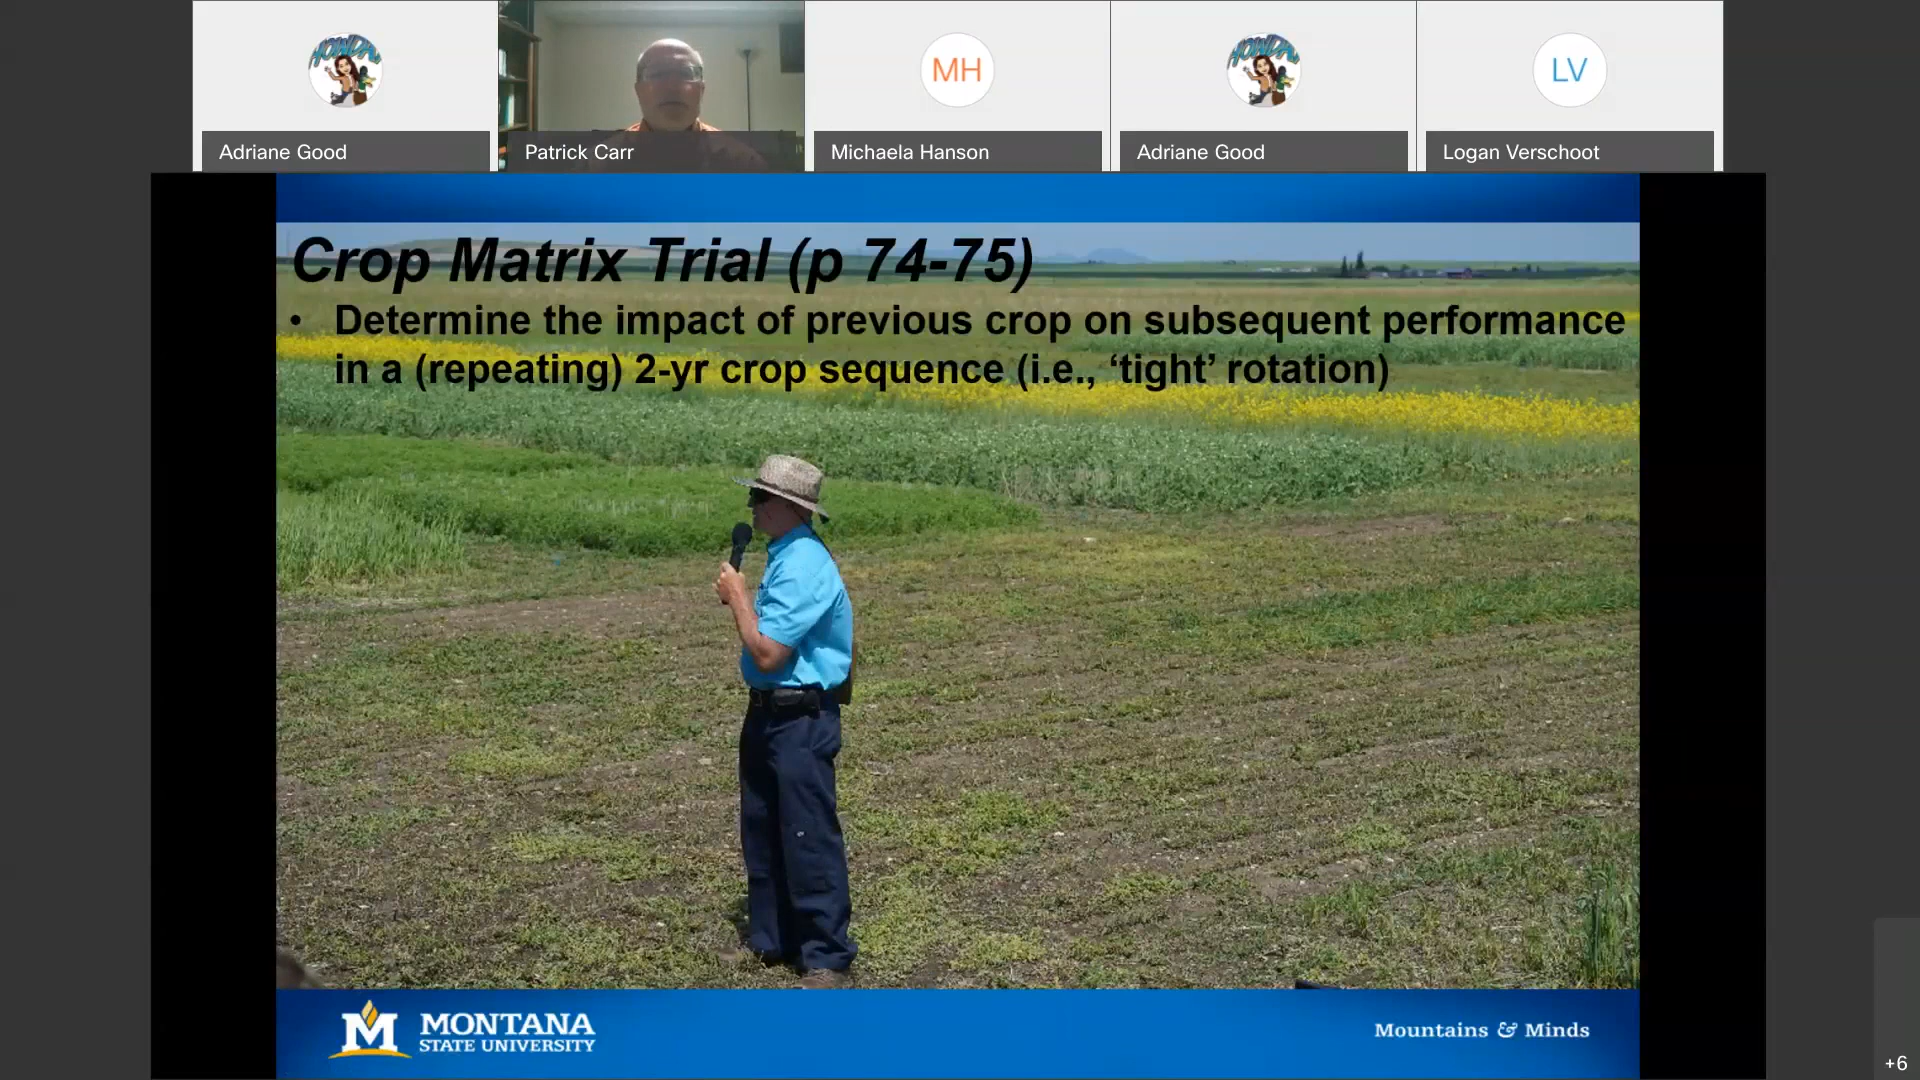 HOWDY
HOWDY
MH
LV
Adriane Good
Patrick Carr
Michaela Hanson
Adriane Good
Logan Verschoot
Crop Matrix Trial (p 74-75)
• Determine the impact of previous crop on subsequent performance
in a (repeating) 2-yr crop sequence (i.e., ‘tight’ rotation)
M MONTANA
STATE UNIVERSITY
Mountains & Minds
+6